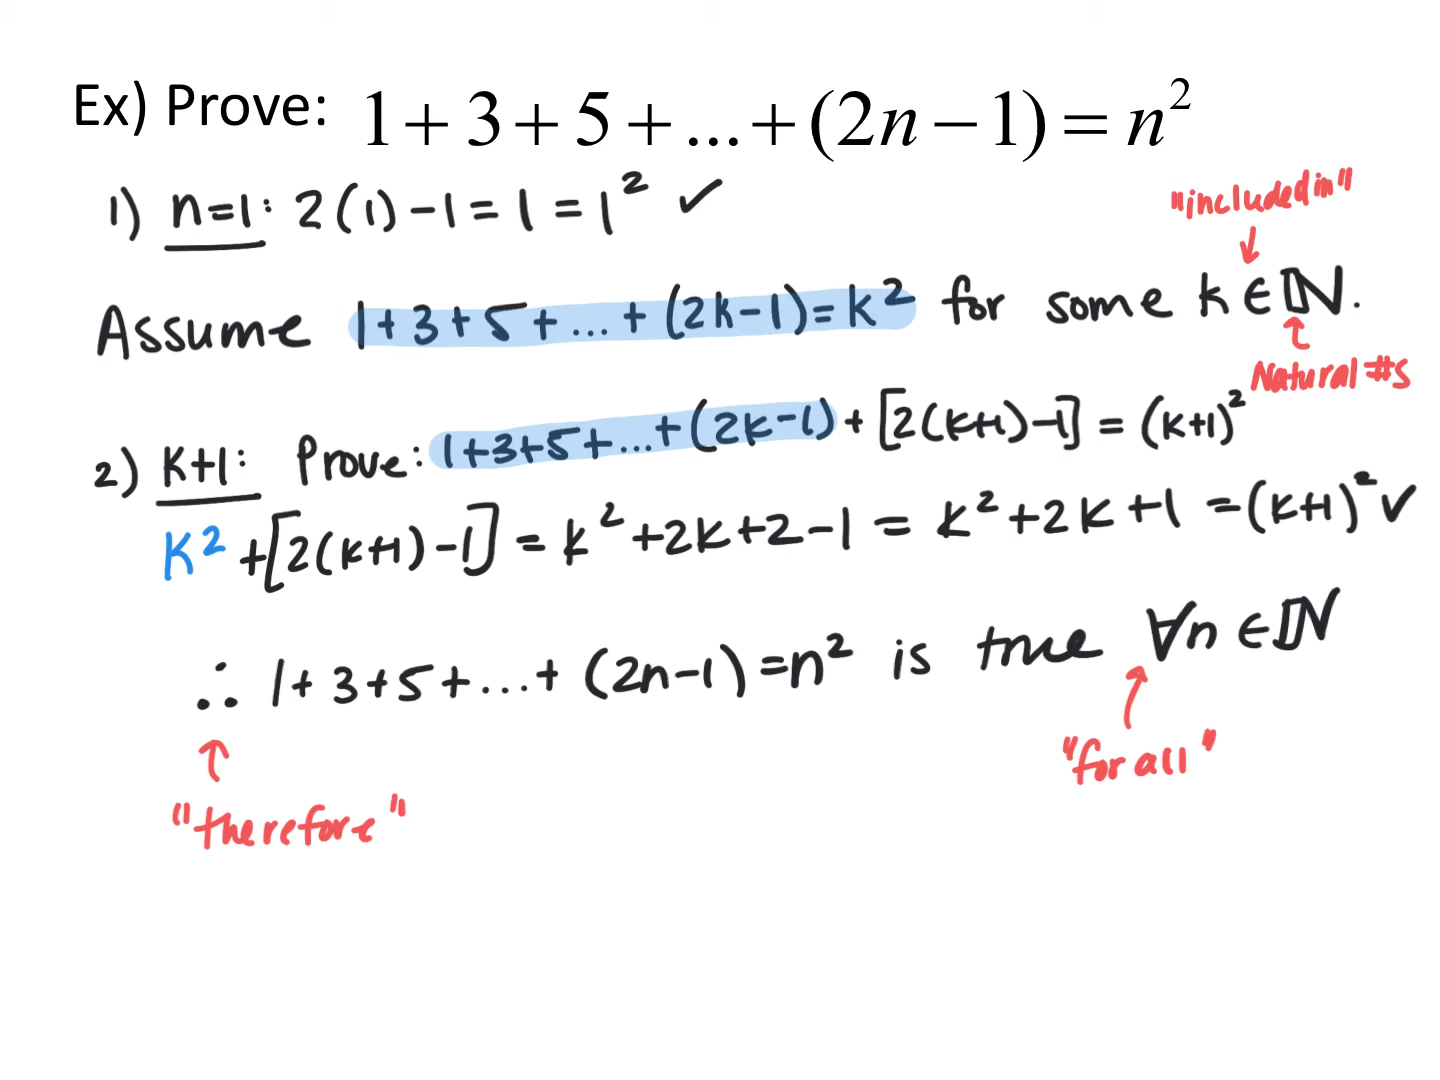 Ex) Prove: 1+3+5+...+(2n−1)=n²
1) n=1: 2(1)-1=1=1² ✓
"included in"
↓
Assume 1+3+5+...+(2k-1)=k² for some k∈ℕ.
↑
Natural #s
2) k+1: Prove: 1+3+5+...+(2k-1)+[2(k+1)-1]=(k+1)²
k²+[2(k+1)-1]=k²+2k+2-1=k²+2k+1=(k+1)² ✓
∴ 1+3+5+...+(2n-1)=n² is true ∀n∈ℕ
↑ ↑
"for all"
"therefore"